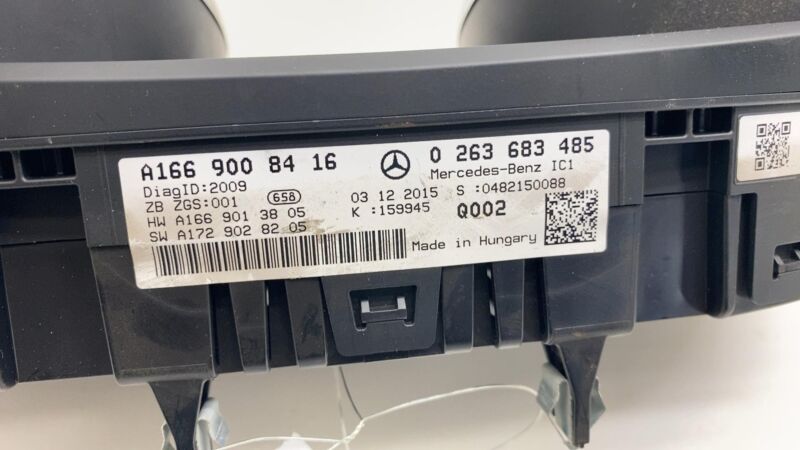 A166 900 84 16
0 263 683 485
DiagID:2009
Mercedes-Benz IC1
ZB ZGS:001
658
03 12 2015
S :0482150088
HW A166 901 38 05
K :159945
Q002
SW A172 902 82 05
Made in Hungary